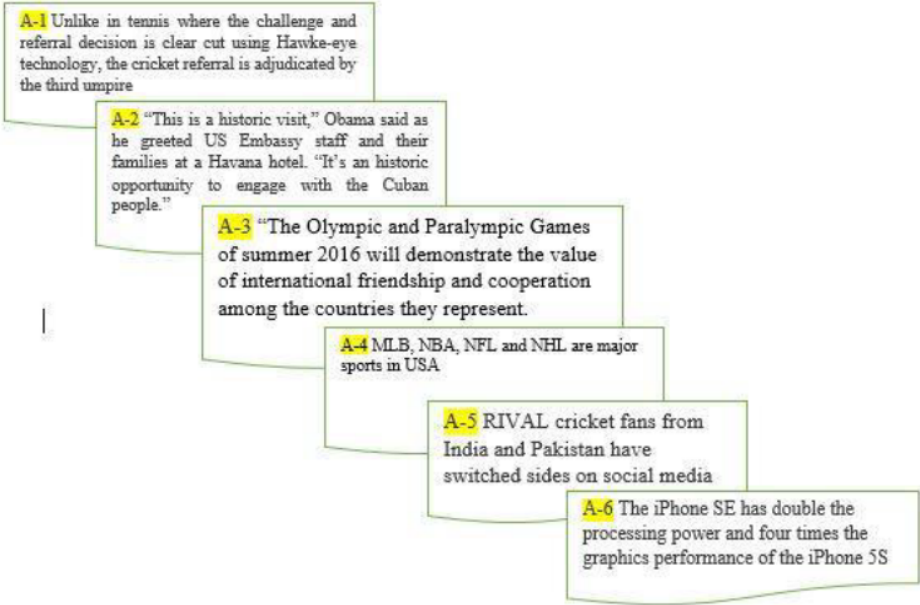 A-1 Unlike in tennis where the challenge and
referral decision is clear cut using Hawke-eye
technology, the cricket referral is adjudicated by
the third umpire
A-2 “This is a historic visit,” Obama said as
he greeted US Embassy staff and their
families at a Havana hotel. “It’s an historic
opportunity to engage with the Cuban
people.”
A-3 “The Olympic and Paralympic Games
of summer 2016 will demonstrate the value
of international friendship and cooperation
among the countries they represent.
A-4 MLB, NBA, NFL and NHL are major
sports in USA
A-5 RIVAL cricket fans from
India and Pakistan have
switched sides on social media
A-6 The iPhone SE has double the
processing power and four times the
graphics performance of the iPhone 5S